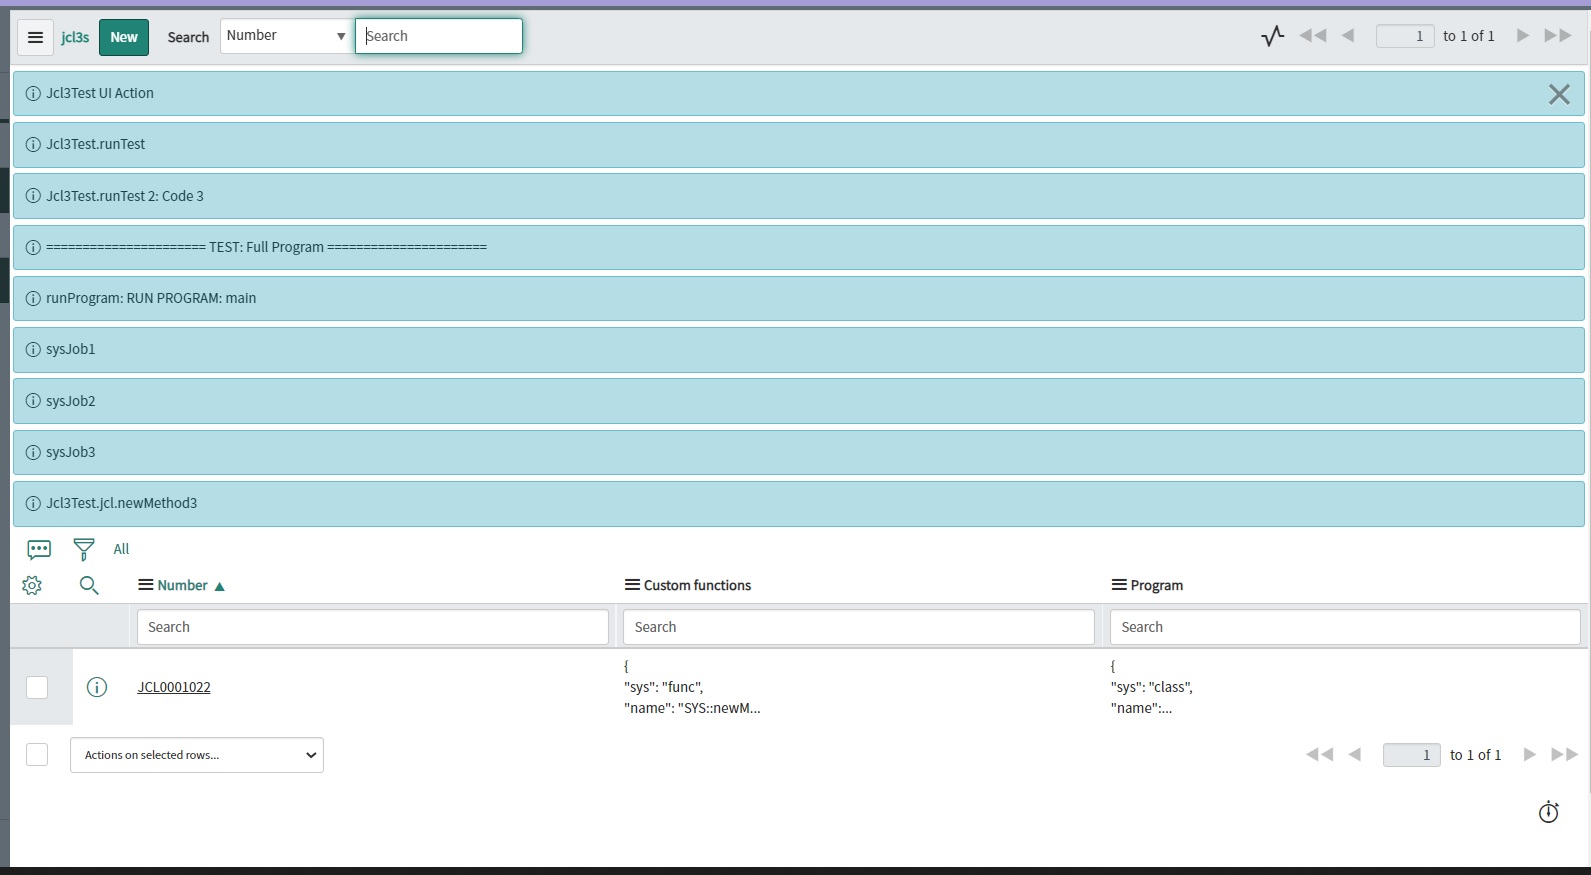 jcl3s New Search Number Search 1 to 1 of 1
Jcl3Test UI Action
Jcl3Test.runTest
Jcl3Test.runTest 2: Code 3
====================== TEST: Full Program ======================
runProgram: RUN PROGRAM: main
sysJob1
sysJob2
sysJob3
Jcl3Test.jcl.newMethod3
All
Number Custom functions Program
Search Search Search
JCL0001022
{
"sys": "func",
"name": "SYS::newM...
{
"sys": "class",
"name":...
Actions on selected rows... 1 to 1 of 1